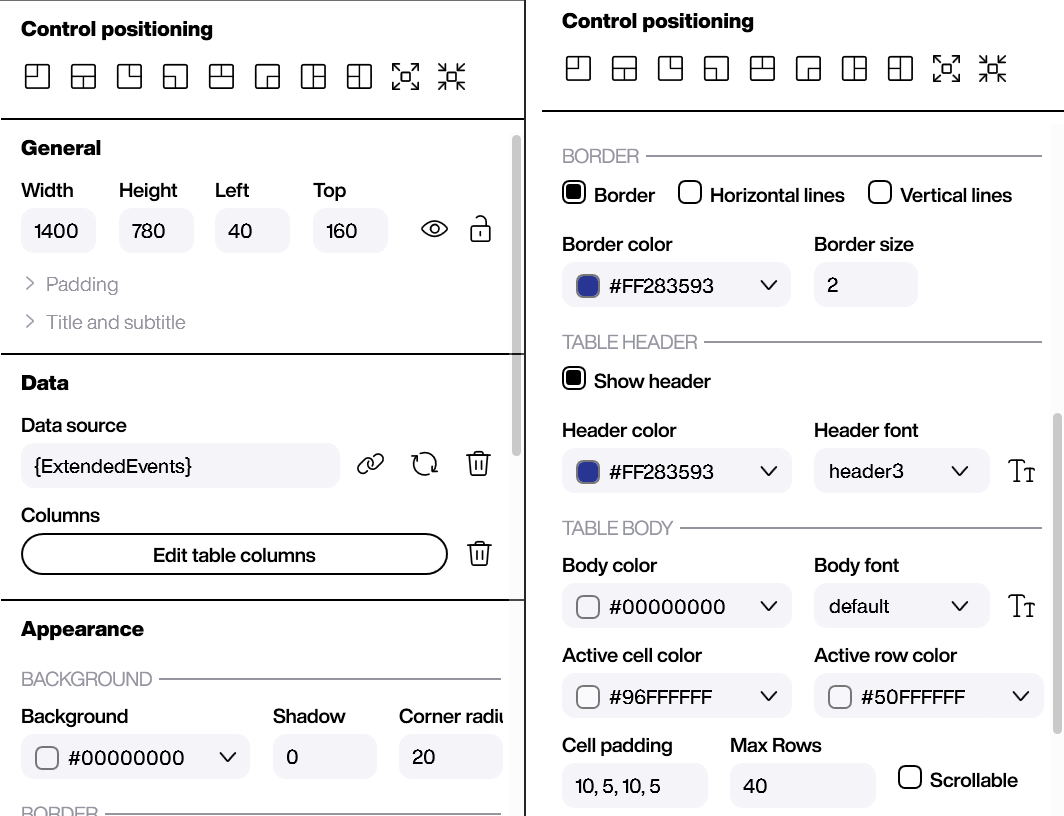 Control positioning
General
Width Height Left Top
1400 780 40 160
Padding
Title and subtitle
Data
Data source
{ExtendedEvents}
Columns
Edit table columns
Appearance
BACKGROUND
Background Shadow Corner radiu
#00000000 0 20
BORDER
Control positioning
BORDER
Border Horizontal lines Vertical lines
Border color Border size
#FF283593 2
TABLE HEADER
Show header
Header color Header font
#FF283593 header3 TT
TABLE BODY
Body color Body font
#00000000 default TT
Active cell color Active row color
#96FFFFFF #50FFFFFF
Cell padding Max Rows
10, 5, 10, 5 40 Scrollable